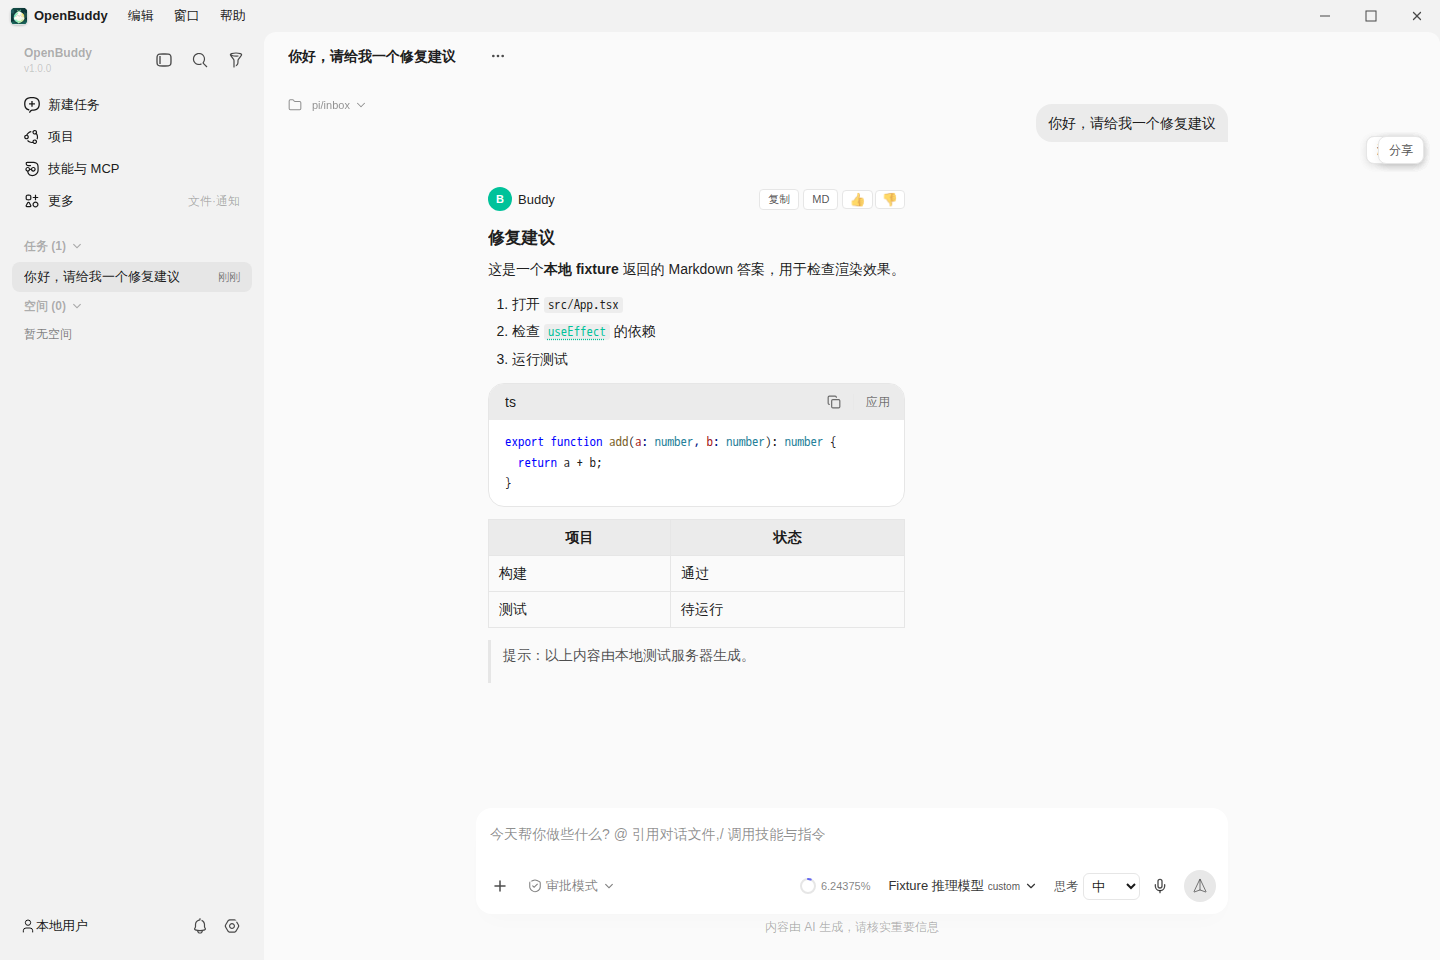 OpenBuddy 编辑 窗口 帮助
OpenBuddy
v1.0.0
新建任务
项目
技能与 MCP
更多 文件·通知
任务 (1)
你好，请给我一个修复建议 刚刚
空间 (0)
暂无空间
本地用户
你好，请给我一个修复建议 ···
pi/inbox
你好，请给我一个修复建议
分享
B Buddy 复制 MD 👍 👎
修复建议
这是一个本地 fixture 返回的 Markdown 答案，用于检查渲染效果。
1. 打开 src/App.tsx
2. 检查 useEffect 的依赖
3. 运行测试
ts 应用
export function add(a: number, b: number): number {
  return a + b;
}
项目 状态
构建 通过
测试 待运行
提示：以上内容由本地测试服务器生成。
今天帮你做些什么? @ 引用对话文件,/ 调用技能与指令
审批模式 6.24375% Fixture 推理模型 custom 思考 中
内容由 AI 生成，请核实重要信息